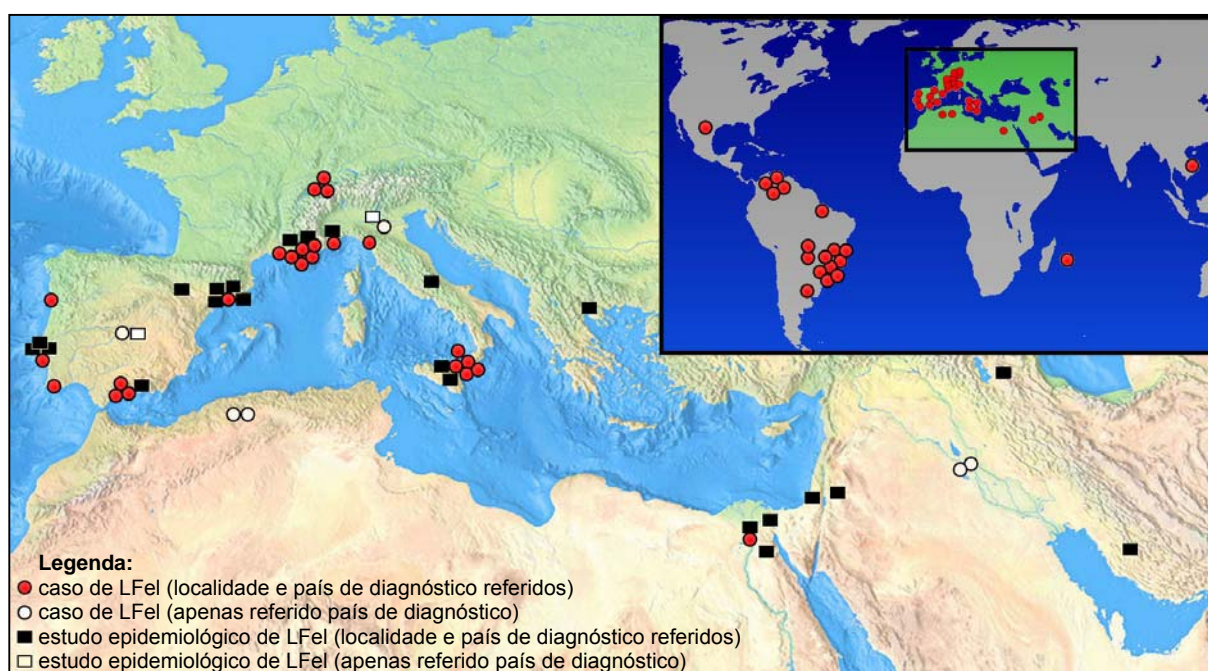 Legenda:
caso de LFel (localidade e país de diagnóstico referidos)
caso de LFel (apenas referido país de diagnóstico)
estudo epidemiológico de LFel (localidade e país de diagnóstico referidos)
estudo epidemiológico de LFel (apenas referido país de diagnóstico)